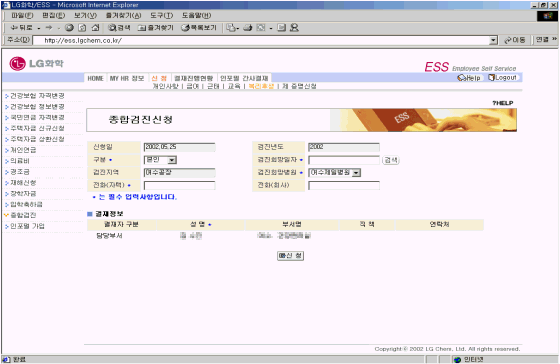 LG화학/ESS - Microsoft Internet Explorer
파일(F) 편집(E) 보기(V) 즐겨찾기(A) 도구(T) 도움말(H)
뒤로 검색 즐겨찾기 목록보기
주소(D) http://ess.lgchem.co.kr/ 이동 연결 »
LG화학
ESS Employee Self Service
HOME MY HR 정보 신 청 결재진행현황 인포멀 간사결재 Help Logout
개인사항 | 급여 | 근태 | 교육 | 복리후생 | 제 증명신청
건강보험 자격변경
건강보험 정보변경
국민연금 자격변경
주택자금 신규신청
주택자금 상환신청
개인연금
의료비
경조금
재해신청
장학자금
입학축하금
종합검진
인포멀 가입
?HELP
종합검진신청
ESS
신청일 2002.05.25 검진년도 2002
구분 본인 검진희망일자 검색
검진지역 여수공장 검진희망병원 여수제일병원
전화(자택) 전화(회사)
* 는 필수 입력사항입니다.
결재정보
결재자 구분 성 명 부서명 직 책 연락처
담당부서
신 청
Copyright © 2002 LG Chem, Ltd. All rights reserved.
완료 인터넷